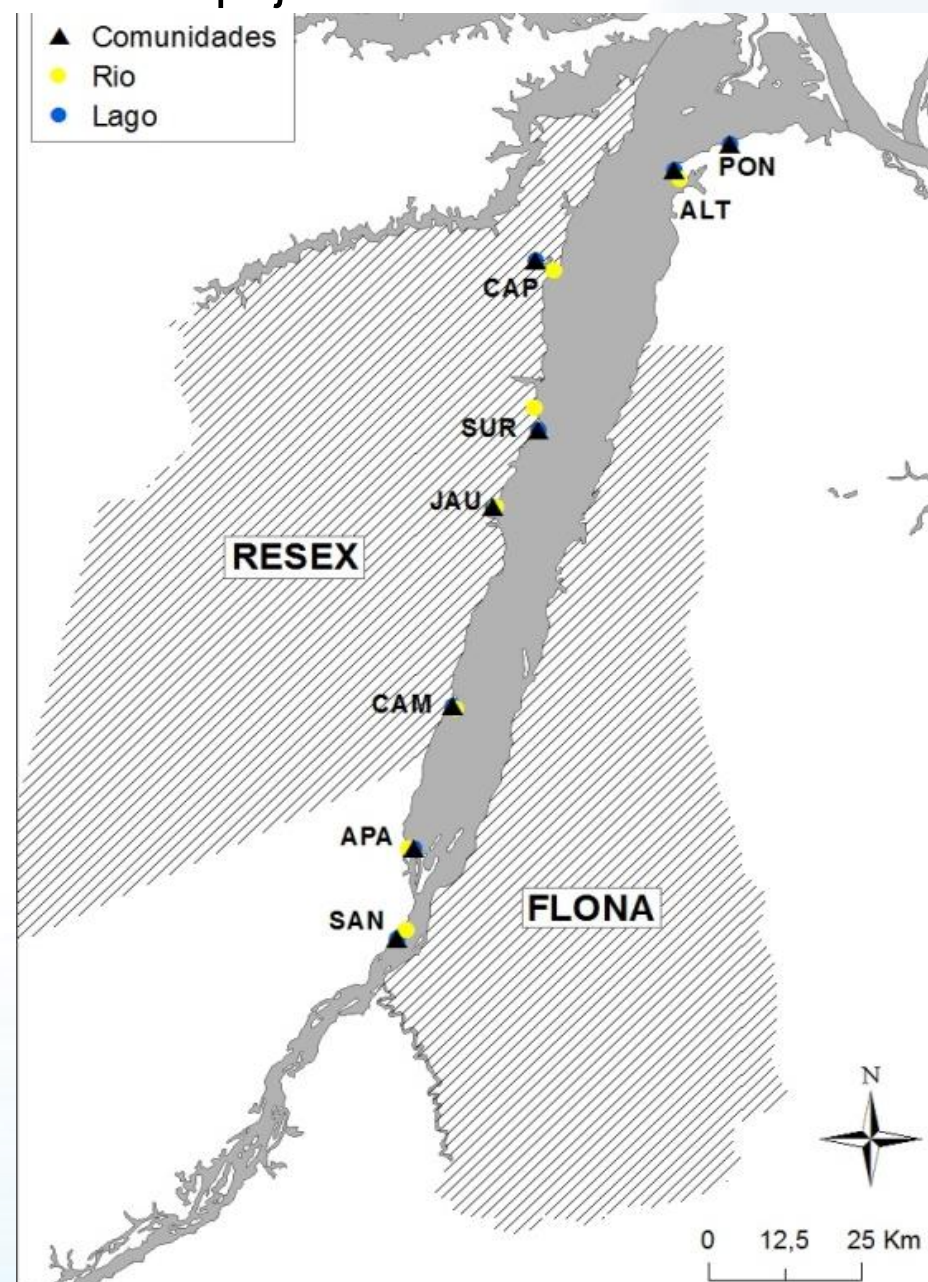 Comunidades
Rio
Lago
PON
ALT
CAP
SUR
JAU
RESEX
CAM
APA
FLONA
SAN
N
0 12,5 25 Km